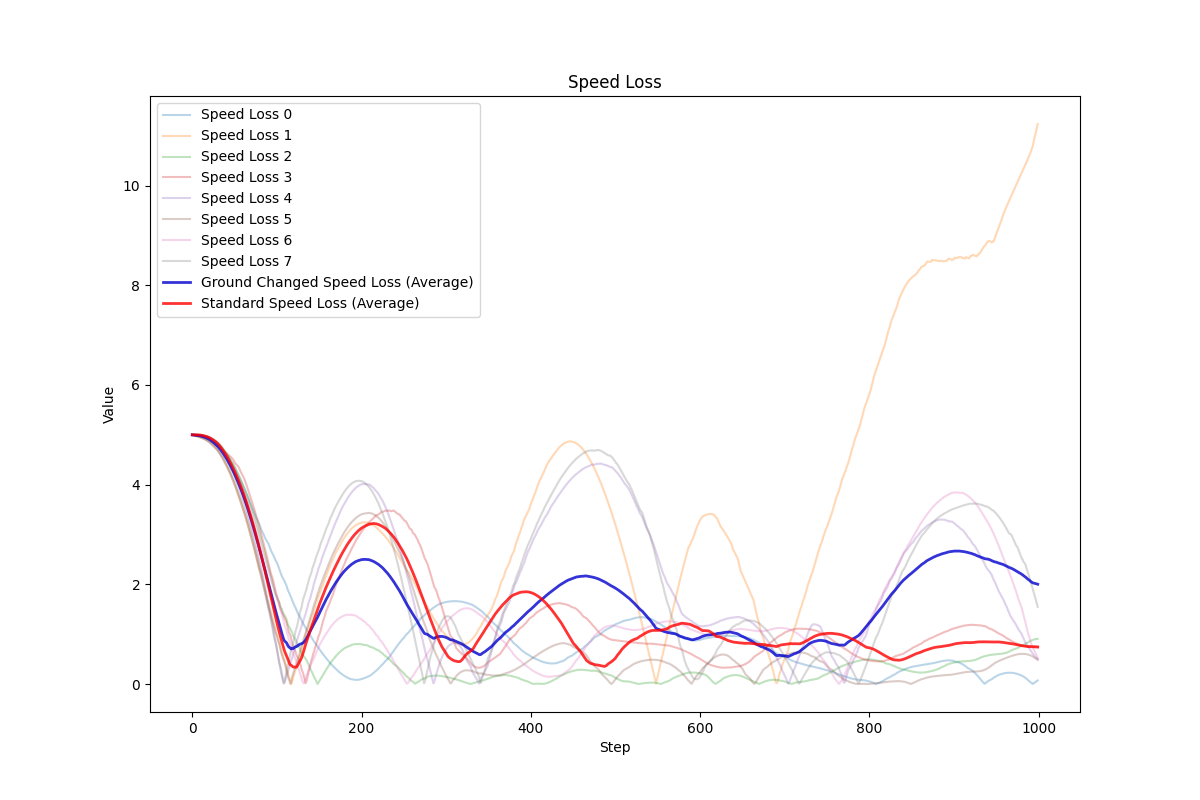 Speed Loss
Speed Loss 0
Speed Loss 1
Speed Loss 2
Speed Loss 3
Speed Loss 4
Speed Loss 5
Speed Loss 6
Speed Loss 7
Ground Changed Speed Loss (Average)
Standard Speed Loss (Average)
10
8
6
4
2
0
Value
0 200 400 600 800 1000
Step